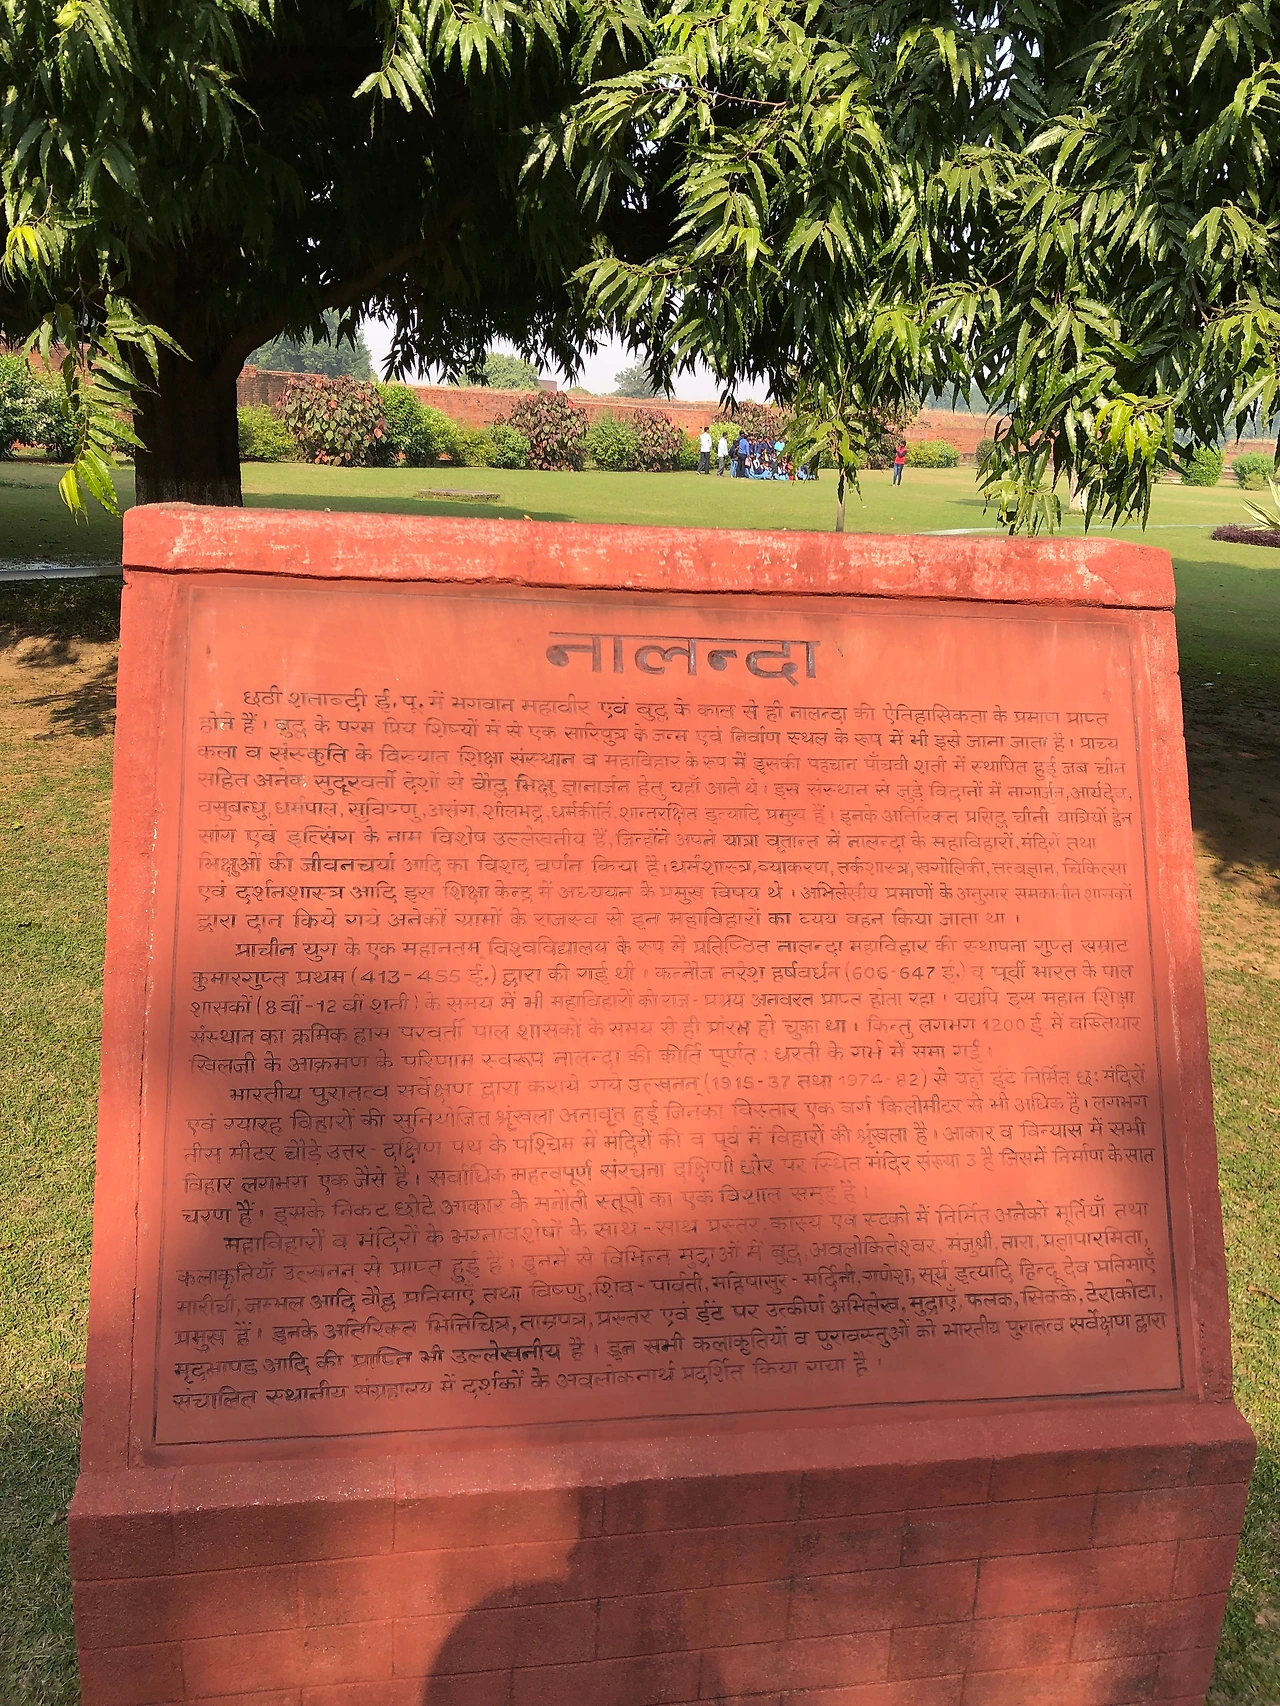 नालन्दा
छठी शताब्दी ई. पू. में भगवान महावीर एवं बुद्ध के काल से ही नालन्दा की ऐतिहासिकता के प्रमाण प्राप्त
होते हैं। बुद्ध के परम प्रिय शिष्यों में से एक सारिपुत्र के जन्म एवं निर्वाण स्थल के रूप में भी इसे जाना जाता है। प्राच्य
कला व संस्कृति के विख्यात शिक्षा संस्थान व महाविहार के रूप में इसकी पहचान पाँचवी शती में स्थापित हुई जब चीन
सहित अनेक सुदूरवर्ती देशों से बौद्ध भिक्षु ज्ञानार्जन हेतु यहाँ आते थे। इस संस्थान से जुड़े विद्वानों में नागार्जन, आर्यदेव,
वसुबन्धु, धर्मपाल, सुविष्णु, असंग, शीलभद्र, धर्मकीर्ति, शान्तरक्षित इत्यादि प्रमुख हैं। इनके अतिरिक्त प्रसिद्ध चीनी यात्रियों ह्वेन
सांग एवं इत्सिंग के नाम विशेष उल्लेखनीय हैं, जिन्होंने अपने यात्रा वृतान्त में नालन्दा के महाविहारों, मंदिरों तथा
भिक्षुओं की जीवनचर्या आदि का विशद वर्णन किया है। धर्मशास्त्र, व्याकरण, तर्कशास्त्र, खगोलिकी, तत्वज्ञान, चिकित्सा
एवं दर्शनशास्त्र आदि इस शिक्षा केन्द्र में अध्ययन के प्रमुख विषय थे। अभिलेखीय प्रमाणों के अनुसार समकालीन शासकों
द्वारा दान किये गये अनेकों ग्रामों के राजस्व से इन महाविहारों का व्यय वहन किया जाता था।
प्राचीन युग के एक महानतम विश्वविद्यालय के रूप में प्रतिष्ठित नालन्दा महाविहार की स्थापना गुप्त सम्राट
कुमारगुप्त प्रथम (413-455 ई.) द्वारा की गई थी। कन्नौज नरेश हर्षवर्धन (606-647 ई.) व पूर्वी भारत के पाल
शासकों (8 वीं-12 वीं शती) के समय में भी महाविहारों को राज-प्रश्रय अनवरत प्राप्त होता रहा। यद्यपि इस महान शिक्षा
संस्थान का क्रमिक ह्रास परवर्ती पाल शासकों के समय से ही प्रारंभ हो चुका था। किन्तु लगभग 1200 ई. में बख्तियार
खिलजी के आक्रमण के परिणाम स्वरूप नालन्दा की कीर्ति पूर्णत: धरती के गर्भ में समा गई।
भारतीय पुरातत्व सर्वेक्षण द्वारा कराये गये उत्खनन (1915-37 तथा 1974-82) से यहाँ ईंट निर्मित छ: मंदिरों
एवं ग्यारह विहारों की सुनियोजित श्रृंखला अनावृत हुई जिनका विस्तार एक वर्ग किलोमीटर से भी अधिक है। लगभग
तीस मीटर चौड़े उत्तर-दक्षिण पथ के पश्चिम में मंदिरों की व पूर्व में विहारों की श्रृंखला है। आकार व विन्यास में सभी
विहार लगभग एक जैसे है। सर्वाधिक महत्वपूर्ण संरचना दक्षिणी छोर पर स्थित मंदिर संख्या 3 है जिसमें निर्माण के सात
चरण हैं। इसके निकट छोटे आकार के मनौती स्तूपों का एक विशाल समूह है।
महाविहारों व मंदिरों के भग्नावशेषों के साथ-साथ प्रस्तर, कांस्य एवं स्टको में निर्मित अनेकों मूर्तियाँ तथा
कलाकृतियाँ उत्खनन से प्राप्त हुई हैं। इनमें से विभिन्न मुद्राओं में बुद्ध, अवलोकितेश्वर, मंजुश्री, तारा, प्रज्ञापारमिता,
मारीची, जम्भल आदि बौद्ध प्रतिमाएँ तथा विष्णु, शिव-पार्वती, महिषासुर-मर्दिनी, गणेश, सूर्य इत्यादि हिन्दू देव प्रतिमाएँ
प्रमुख हैं। इनके अतिरिक्त भित्तिचित्र, ताम्रपत्र, प्रस्तर एवं ईंट पर उत्कीर्ण अभिलेख, मुद्राएँ, फलक, सिक्के, टेराकोटा,
मृदभाण्ड आदि की प्राप्ति भी उल्लेखनीय है। इन सभी कलाकृतियों व पुरावस्तुओं को भारतीय पुरातत्व सर्वेक्षण द्वारा
संचालित स्थानीय संग्रहालय में दर्शकों के अवलोकनार्थ प्रदर्शित किया गया है।